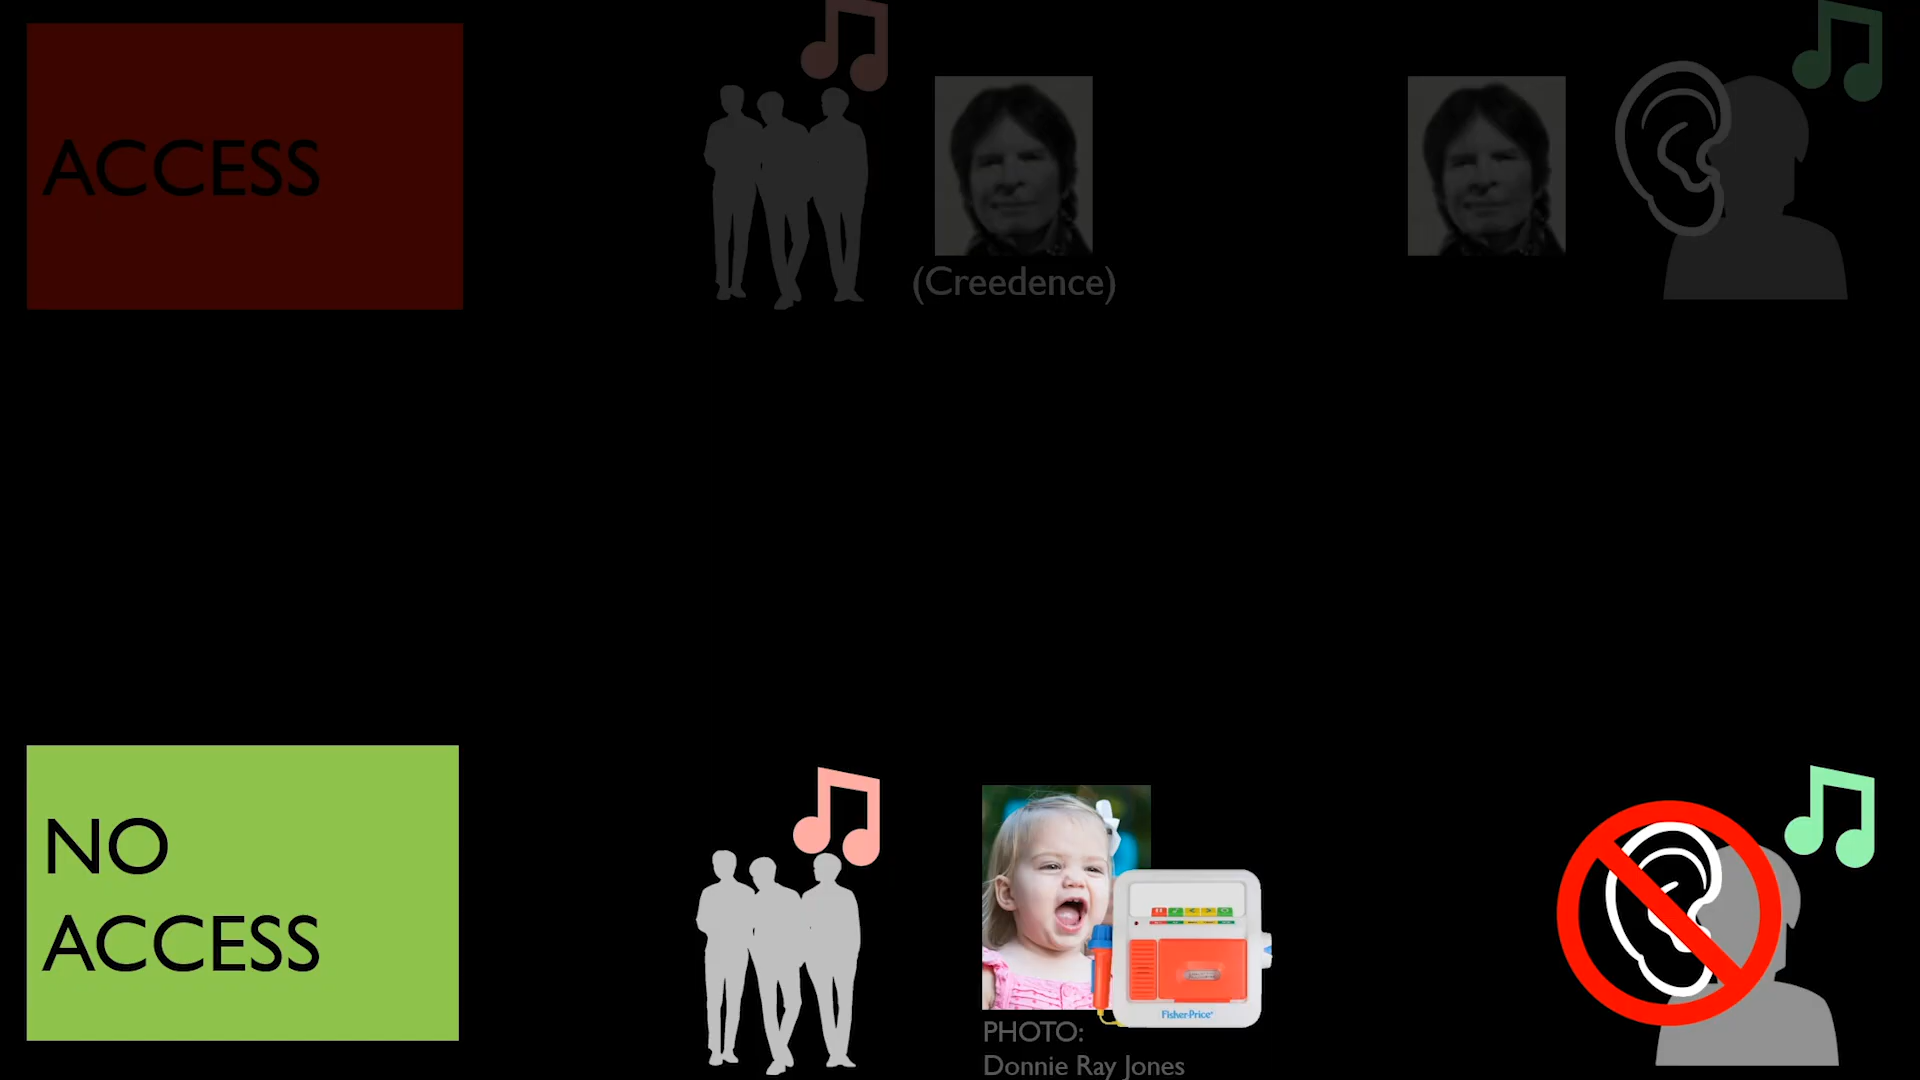 ACCESS
(Creedence)
NO
ACCESS
Fisher-Price
PHOTO:
Donnie Ray Jones